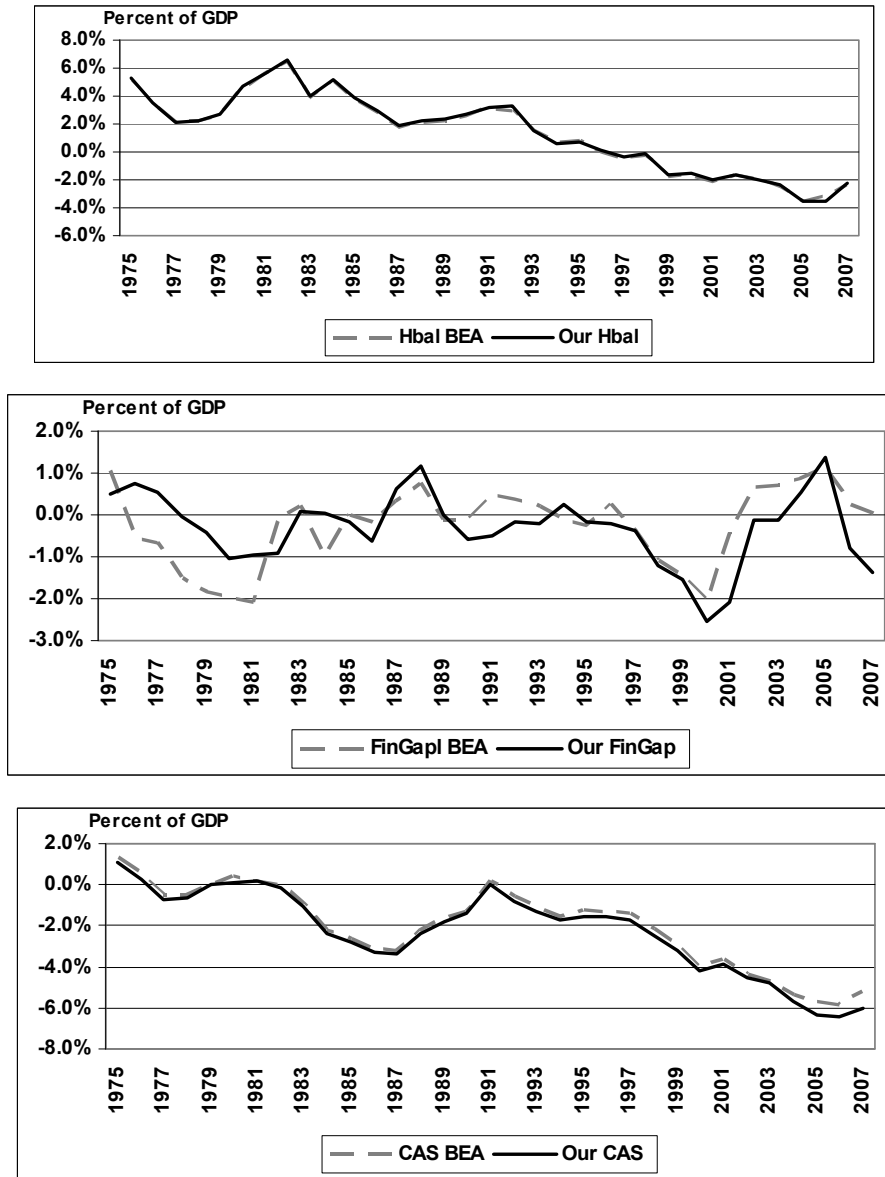 Percent of GDP
8.0%
6.0%
4.0%
2.0%
0.0%
-2.0%
-4.0%
-6.0%
1975 1977 1979 1981 1983 1985 1987 1989 1991 1993 1995 1997 1999 2001 2003 2005 2007
Hbal BEA Our Hbal
Percent of GDP
2.0%
1.0%
0.0%
-1.0%
-2.0%
-3.0%
1975 1977 1979 1981 1983 1985 1987 1989 1991 1993 1995 1997 1999 2001 2003 2005 2007
FinGapl BEA Our FinGap
Percent of GDP
2.0%
0.0%
-2.0%
-4.0%
-6.0%
-8.0%
1975 1977 1979 1981 1983 1985 1987 1989 1991 1993 1995 1997 1999 2001 2003 2005 2007
CAS BEA Our CAS